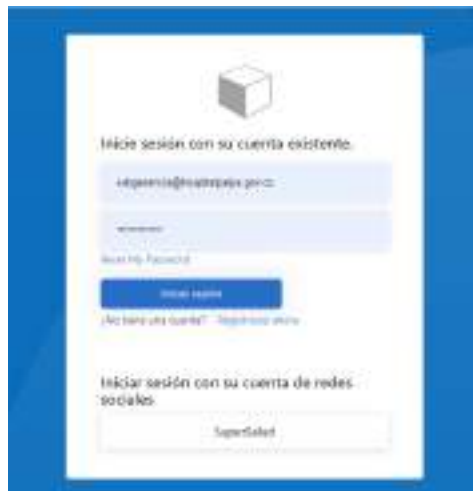 Inicie sesión con su cuenta existente.
Reset My Password
Iniciar sesión
¿No tiene una cuenta? Regístrese ahora
Iniciar sesión con su cuenta de redes
sociales
SuperSalud